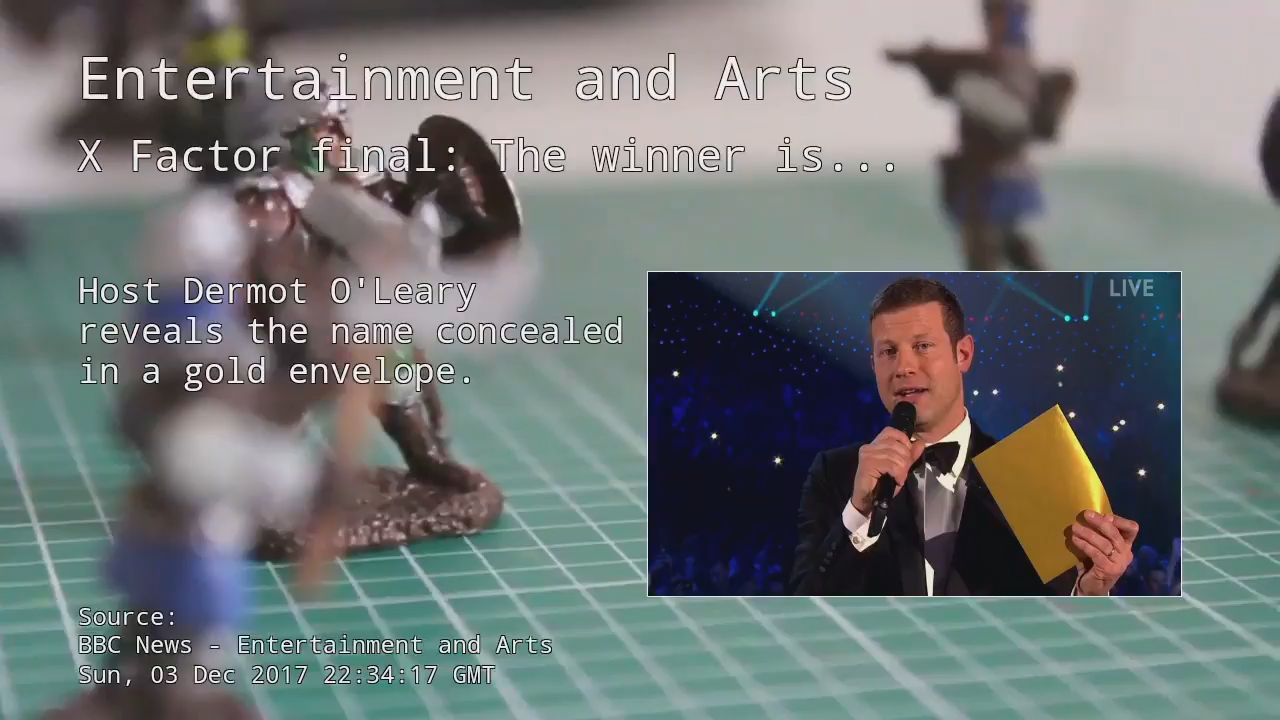 Entertainment and Arts
X Factor final: The winner is...
Host Dermot O'Leary
reveals the name concealed
in a gold envelope.
LIVE
Source:
BBC News - Entertainment and Arts
Sun, 03 Dec 2017 22:34:17 GMT